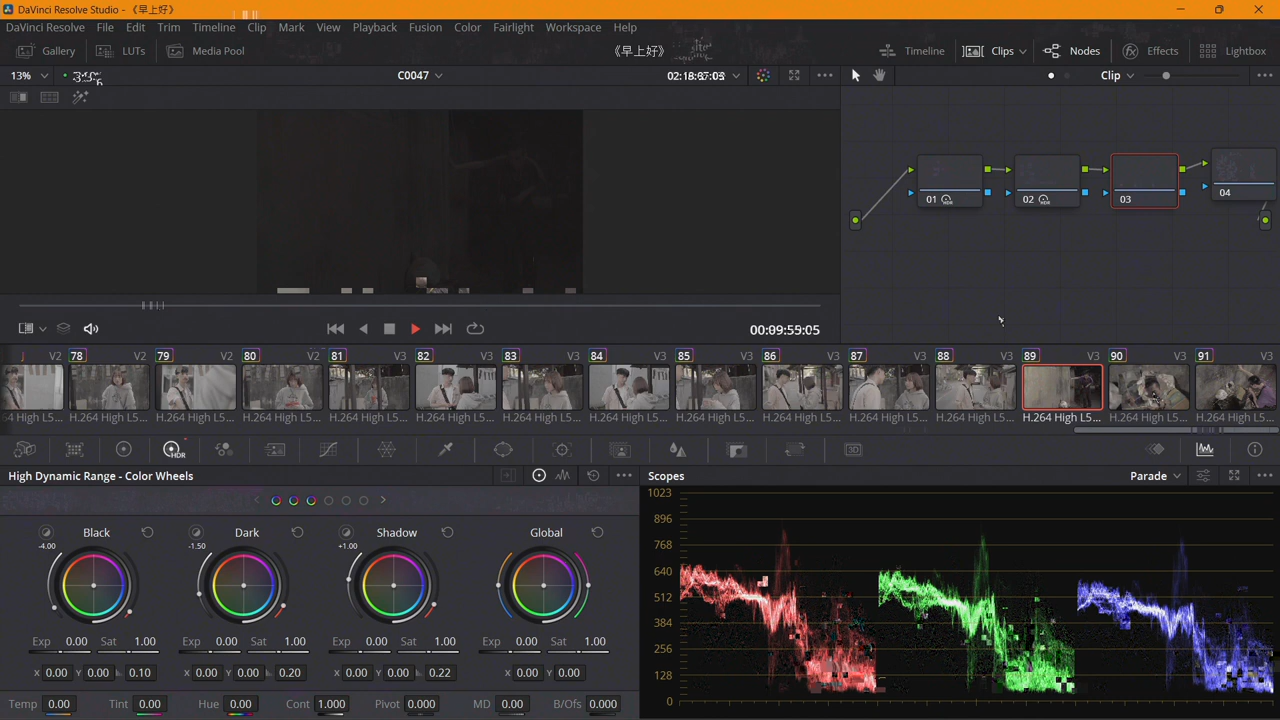 DaVinci Resolve Studio - 《早上好》
DaVinci Resolve File Edit Trim Timeline Clip Mark View Playback Fusion Color Fairlight Workspace Help
Gallery LUTs Media Pool 《早上好》 Timeline Clips Nodes Effects Lightbox
13% C0047 Clip
01 HDR 02 HDR 03 04
00:09:59:05
V2 78 V2 79 V2 80 V2 81 V3 82 V3 83 V3 84 V3 85 V3 86 V3 87 V3 88 V3 89 V3 90 V3 91 V3
54 High L5... H.264 High L5... H.264 High L5... H.264 High L5... H.264 High L5... H.264 High L5... H.264 High L5... H.264 High L5... H.264 High L5... H.264 High L5... H.264 High L5... H.264 High L5... H.264 High L5... H.264 High L5... H.264 High L5...
HDR 3D
High Dynamic Range - Color Wheels Scopes Parade
Black Dark Shadow Global
-4.00 -1.50 +1.00
Exp 0.00 Sat 1.00 Exp 0.00 Sat 1.00 Exp 0.00 Sat 1.00 Exp 0.00 Sat 1.00
X 0.00 Y 0.00 0.10 X 0.00 Y 0.00 0.20 X 0.00 Y 0.00 0.22 X 0.00 Y 0.00
Temp 0.00 Tint 0.00 Hue 0.00 Cont 1.000 Pivot 0.000 MD 0.00 B/Ofs 0.000
1023
896
768
640
512
384
256
128
0